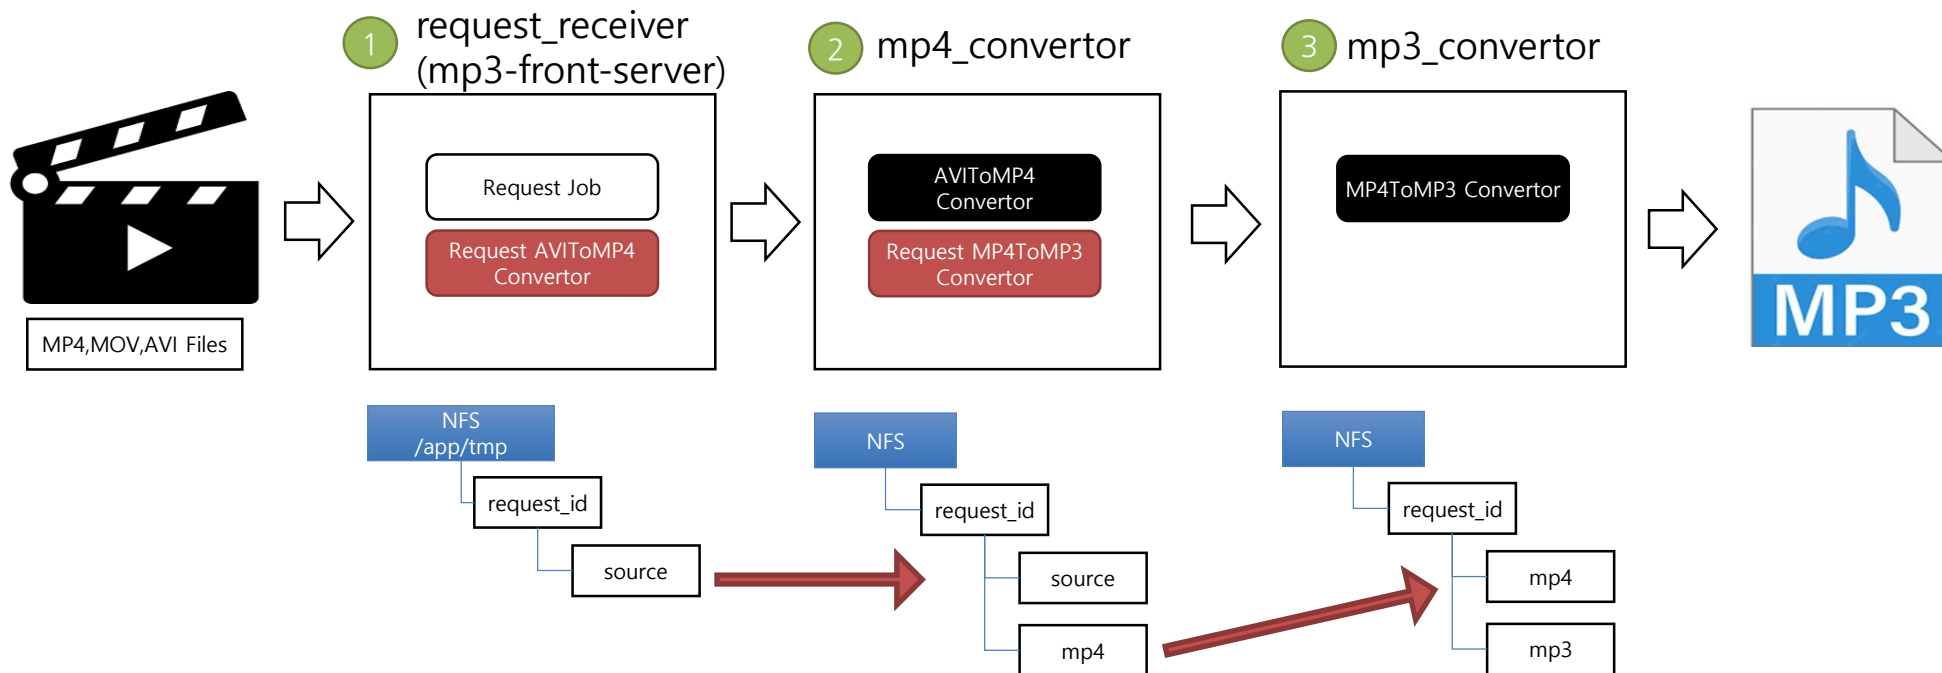 1
request_receiver
(mp3-front-server)
2
mp4_convertor
3
mp3_convertor
Request Job
Request AVIToMP4
Convertor
AVIToMP4
Convertor
Request MP4ToMP3
Convertor
MP4ToMP3 Convertor
MP4,MOV,AVI Files
MP3
NFS
/app/tmp
request_id
source
NFS
request_id
source
mp4
NFS
request_id
mp4
mp3